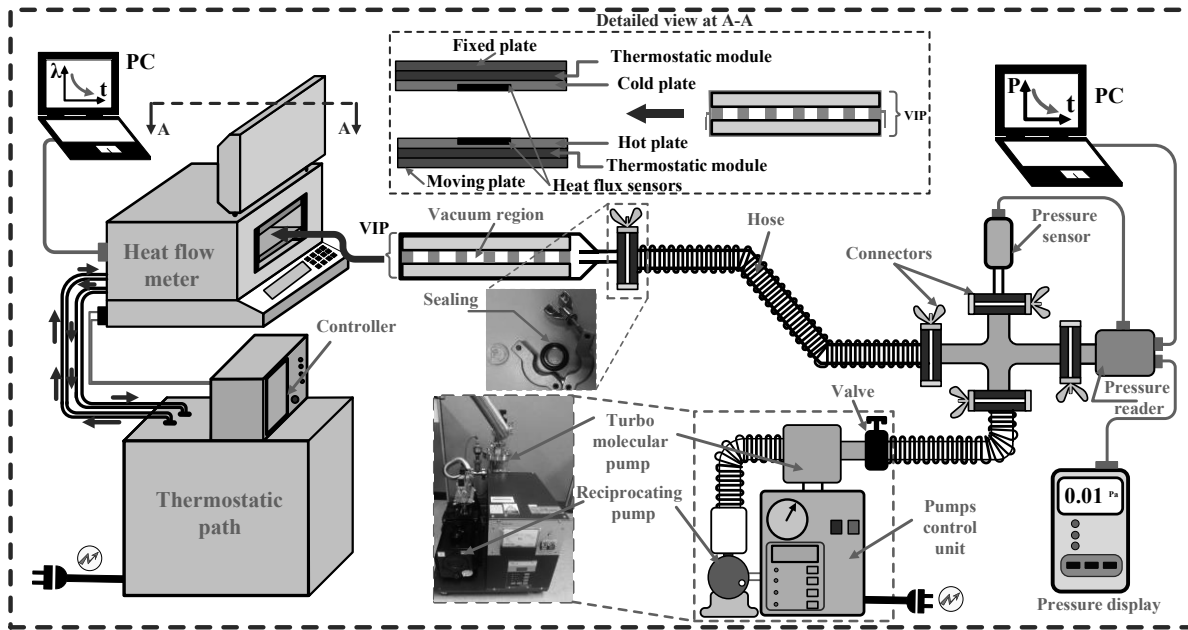 Detailed view at A-A
PC
λ
t
A
A
Fixed plate
Thermostatic module
Cold plate
VIP
Hot plate
Thermostatic module
Moving plate
Heat flux sensors
P
t
PC
Heat flow
meter
VIP
Vacuum region
Hose
Pressure
sensor
Connectors
Sealing
Controller
Pressure
reader
Valve
Turbo
molecular
pump
Reciprocating
pump
Thermostatic
path
Pumps
control
unit
0.01 Pa
Pressure display